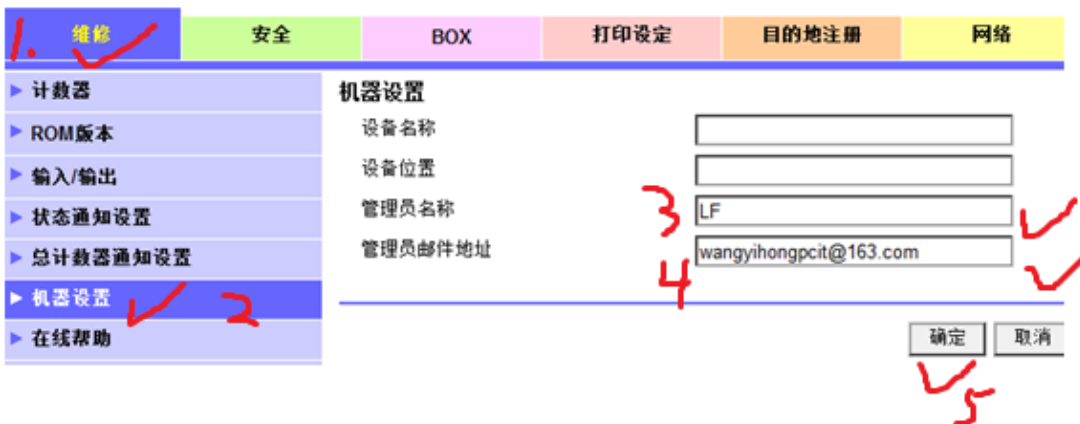 1. 维修 安全 BOX 打印设定 目的地注册 网络
计数器 机器设置
设备名称
ROM版本
设备位置
输入/输出
管理员名称 3 LF
状态通知设置
管理员邮件地址 4 wangyihongpcit@163.com
总计数器通知设置
机器设置 2
在线帮助 确定 取消
5